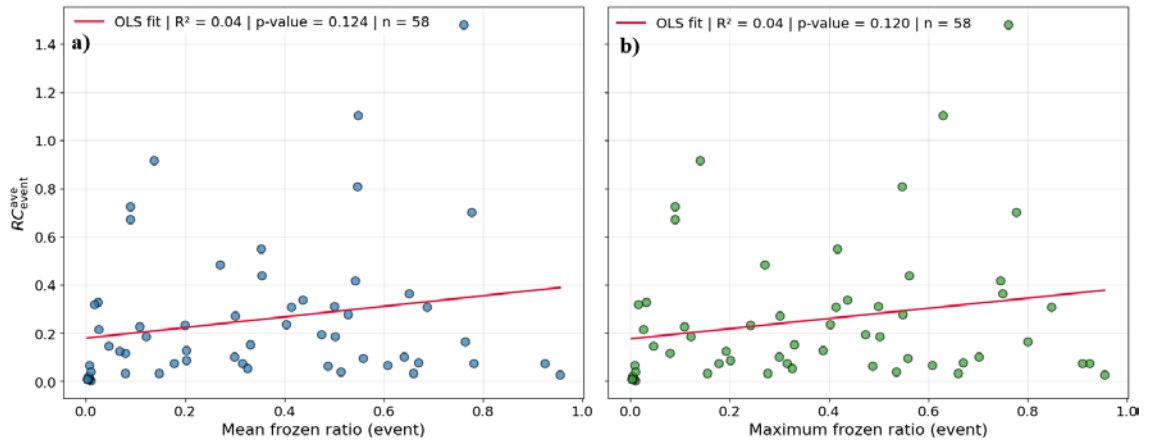 OLS fit | R² = 0.04 | p-value = 0.124 | n = 58
a)
1.4
1.2
1.0
0.8
0.6
0.4
0.2
0.0
RC^ave_event
0.0 0.2 0.4 0.6 0.8 1.0
Mean frozen ratio (event)
OLS fit | R² = 0.04 | p-value = 0.120 | n = 58
b)
0.0 0.2 0.4 0.6 0.8 1.0
Maximum frozen ratio (event)